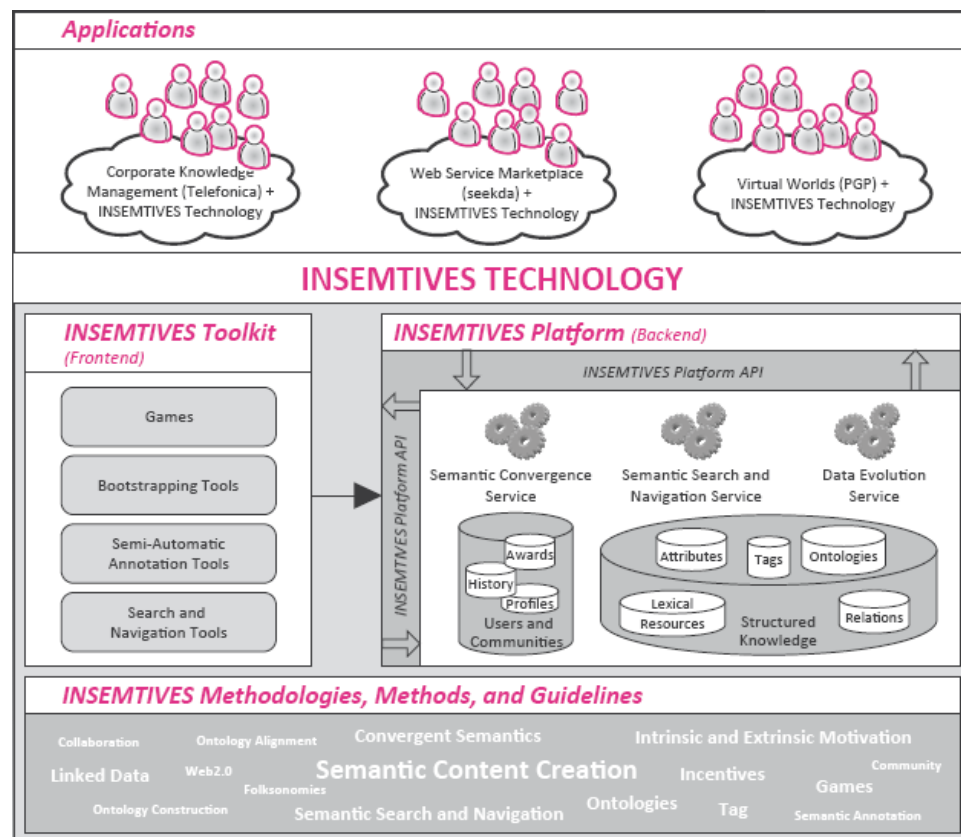 Applications
Corporate Knowledge
Management (Telefonica) +
INSEMTIVES Technology
Web Service Marketplace
(seekda) +
INSEMTIVES Technology
Virtual Worlds (PGP) +
INSEMTIVES Technology
INSEMTIVES TECHNOLOGY
INSEMTIVES Toolkit
(Frontend)
Games
Bootstrapping Tools
Semi-Automatic
Annotation Tools
Search and
Navigation Tools
INSEMTIVES Platform (Backend)
INSEMTIVES Platform API
INSEMTIVES Platform API
Semantic Convergence
Service
Semantic Search and
Navigation Service
Data Evolution
Service
Awards
History
Profiles
Users and
Communities
Attributes
Tags
Ontologies
Lexical
Resources
Structured
Knowledge
Relations
INSEMTIVES Methodologies, Methods, and Guidelines
Collaboration
Ontology Alignment
Convergent Semantics
Intrinsic and Extrinsic Motivation
Linked Data
Web2.0
Semantic Content Creation
Incentives
Community
Folksonomies
Games
Ontology Construction
Semantic Search and Navigation
Ontologies
Tag
Semantic Annotation